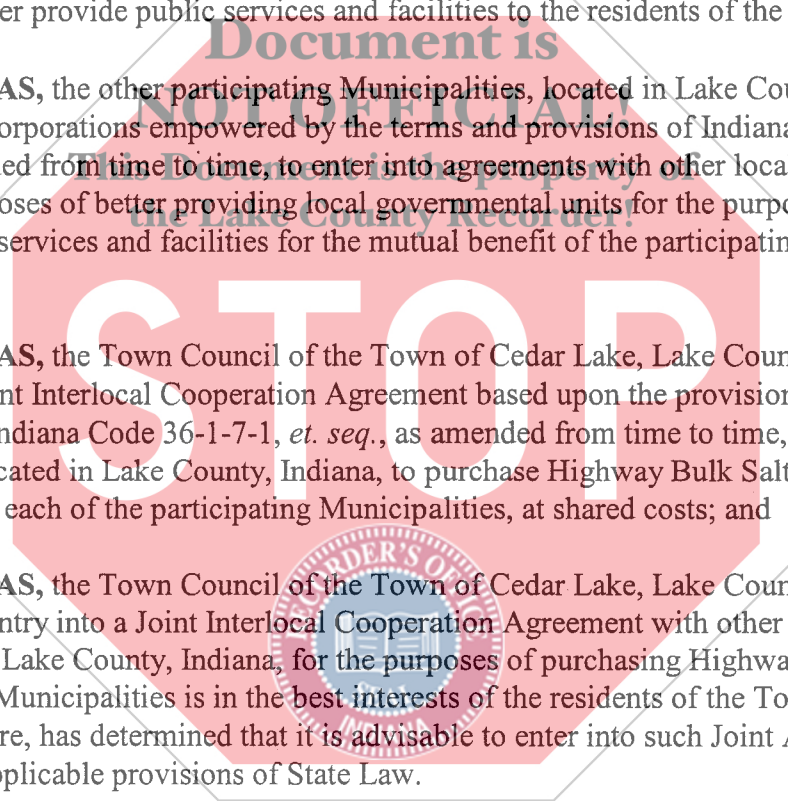 er provide public services and facilities to the residents of the
Document is
AS, the other participating Municipalities, located in Lake Cou
NOT OFFICIAL!
orporations empowered by the terms and provisions of Indiana
ed from time to time, to enter into agreements with other loca
This Document is the property of
oses of better providing local governmental units for the purpo
the Lake County Recorder!
services and facilities for the mutual benefit of the participatin
STOP
AS, the Town Council of the Town of Cedar Lake, Lake Coun
nt Interlocal Cooperation Agreement based upon the provision
ndiana Code 36-1-7-1, et. seq., as amended from time to time,
cated in Lake County, Indiana, to purchase Highway Bulk Salt
each of the participating Municipalities, at shared costs; and
AS, the Town Council of the Town of Cedar Lake, Lake Coun
RECORDER'S OFFICE
ntry into a Joint Interlocal Cooperation Agreement with other
Lake County, Indiana, for the purposes of purchasing Highwa
Municipalities is in the best interests of the residents of the To
SEAL
INDIANA
re, has determined that it is advisable to enter into such Joint A
pplicable provisions of State Law.